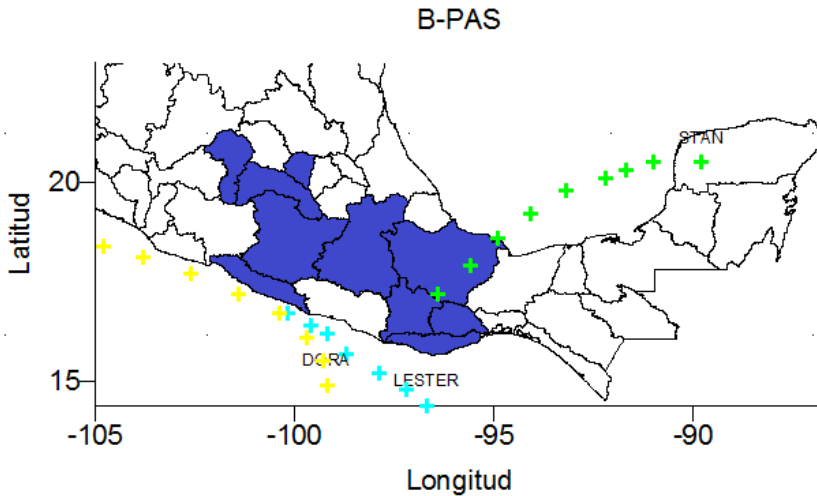 B-PAS
STAN
Latitud
20
DORA
15
LESTER
-105
-100
-95
-90
Longitud